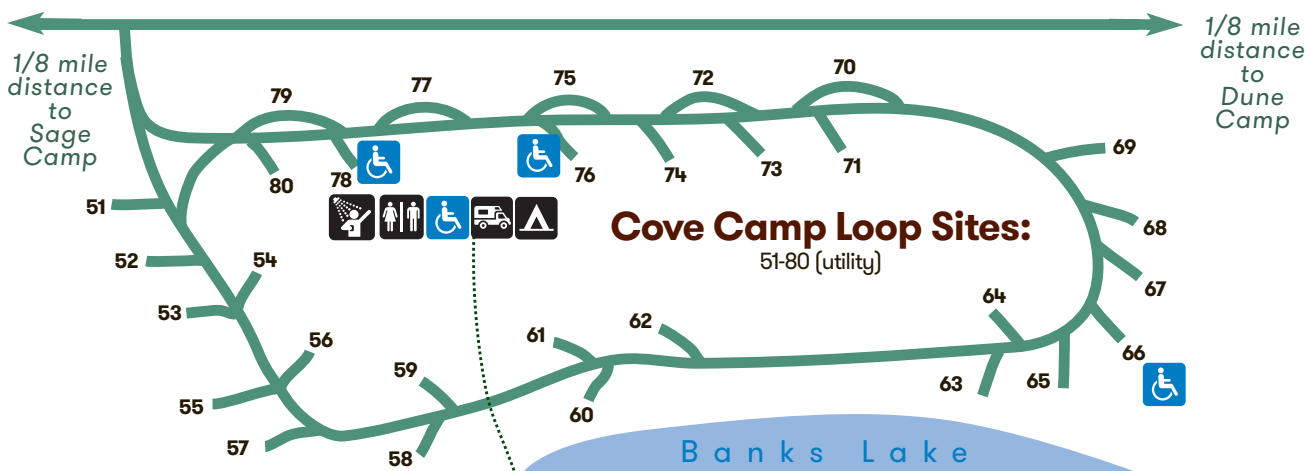 1/8 mile
distance
to
Sage
Camp
1/8 mile
distance
to
Dune
Camp
79
77
75
72
70
80
78
76
74
73
71
69
68
67
66
51
52
54
53
56
55
57
59
58
61
60
62
64
63
65
Cove Camp Loop Sites:
51-80 (utility)
Banks Lake